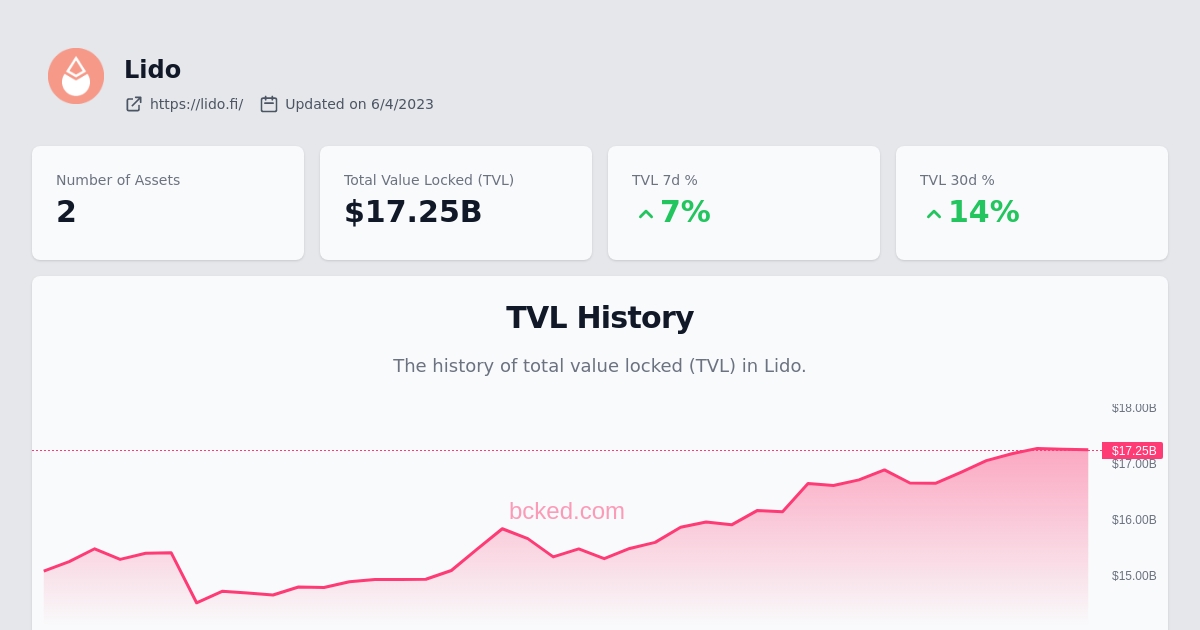 Lido
https://lido.fi/ Updated on 6/4/2023
Number of Assets
2
Total Value Locked (TVL)
$17.25B
TVL 7d %
7%
TVL 30d %
14%
TVL History
The history of total value locked (TVL) in Lido.
$18.00B
$17.25B
$17.00B
bcked.com
$16.00B
$15.00B